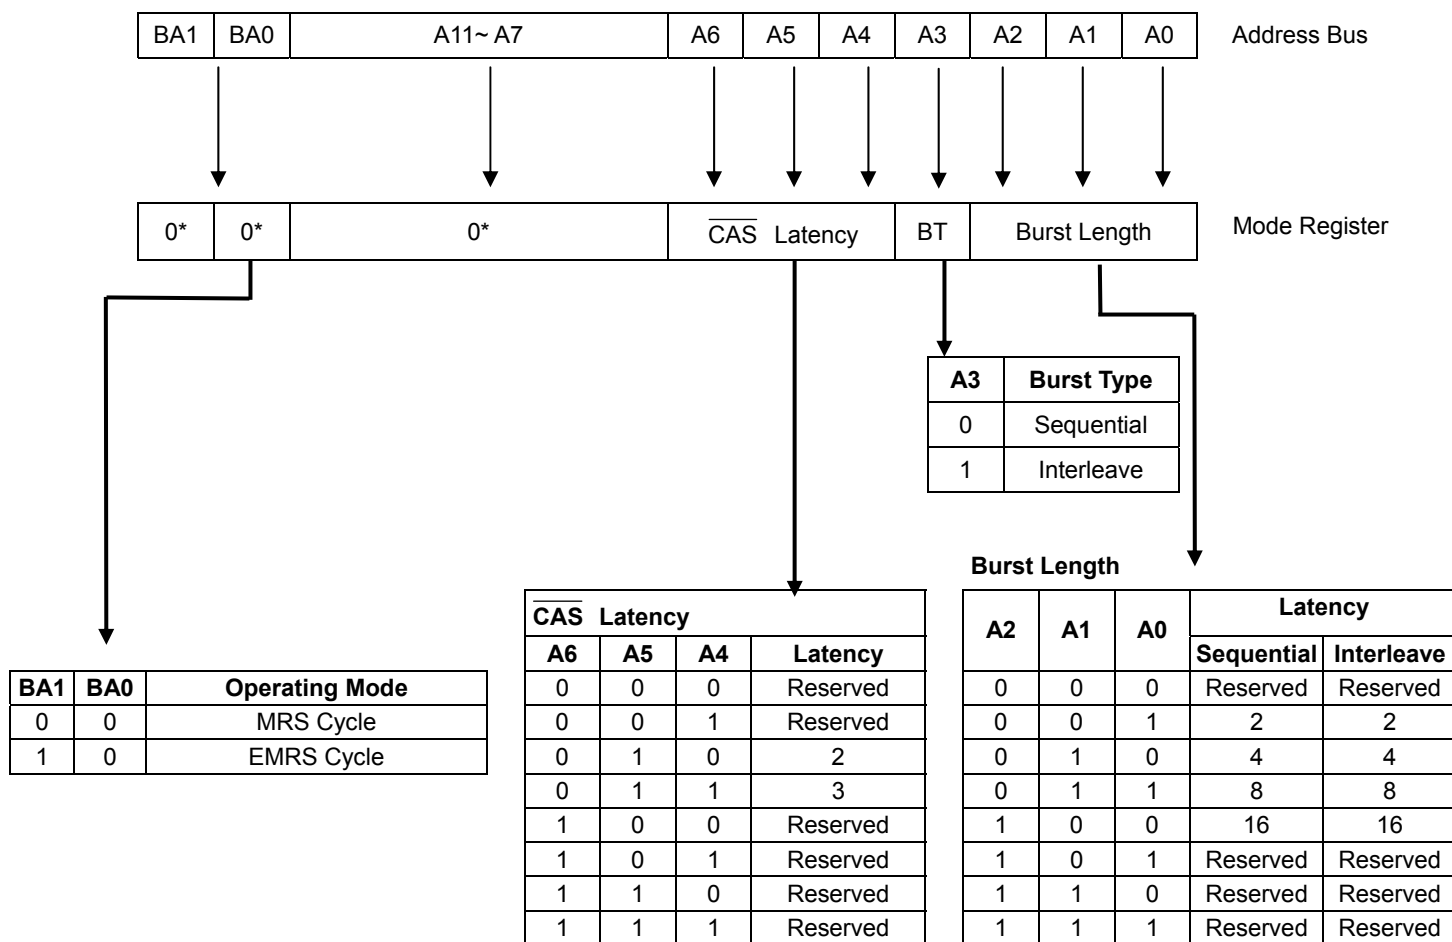 BA1 BA0 A11~ A7 A6 A5 A4 A3 A2 A1 A0 Address Bus
0* 0* 0* CAS Latency BT Burst Length Mode Register
A3 Burst Type
0 Sequential
1 Interleave
BA1 BA0 Operating Mode
0 0 MRS Cycle
1 0 EMRS Cycle
CAS Latency
A6 A5 A4 Latency
0 0 0 Reserved
0 0 1 Reserved
0 1 0 2
0 1 1 3
1 0 0 Reserved
1 0 1 Reserved
1 1 0 Reserved
1 1 1 Reserved
Burst Length
A2 A1 A0 Latency
Sequential Interleave
0 0 0 Reserved Reserved
0 0 1 2 2
0 1 0 4 4
0 1 1 8 8
1 0 0 16 16
1 0 1 Reserved Reserved
1 1 0 Reserved Reserved
1 1 1 Reserved Reserved